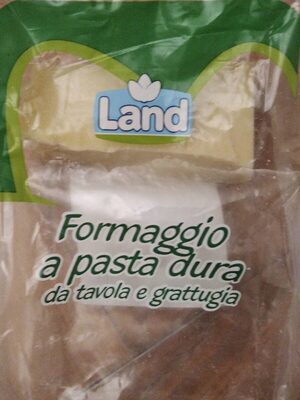 Land
Formaggio
a pasta dura
da tavola e grattugia